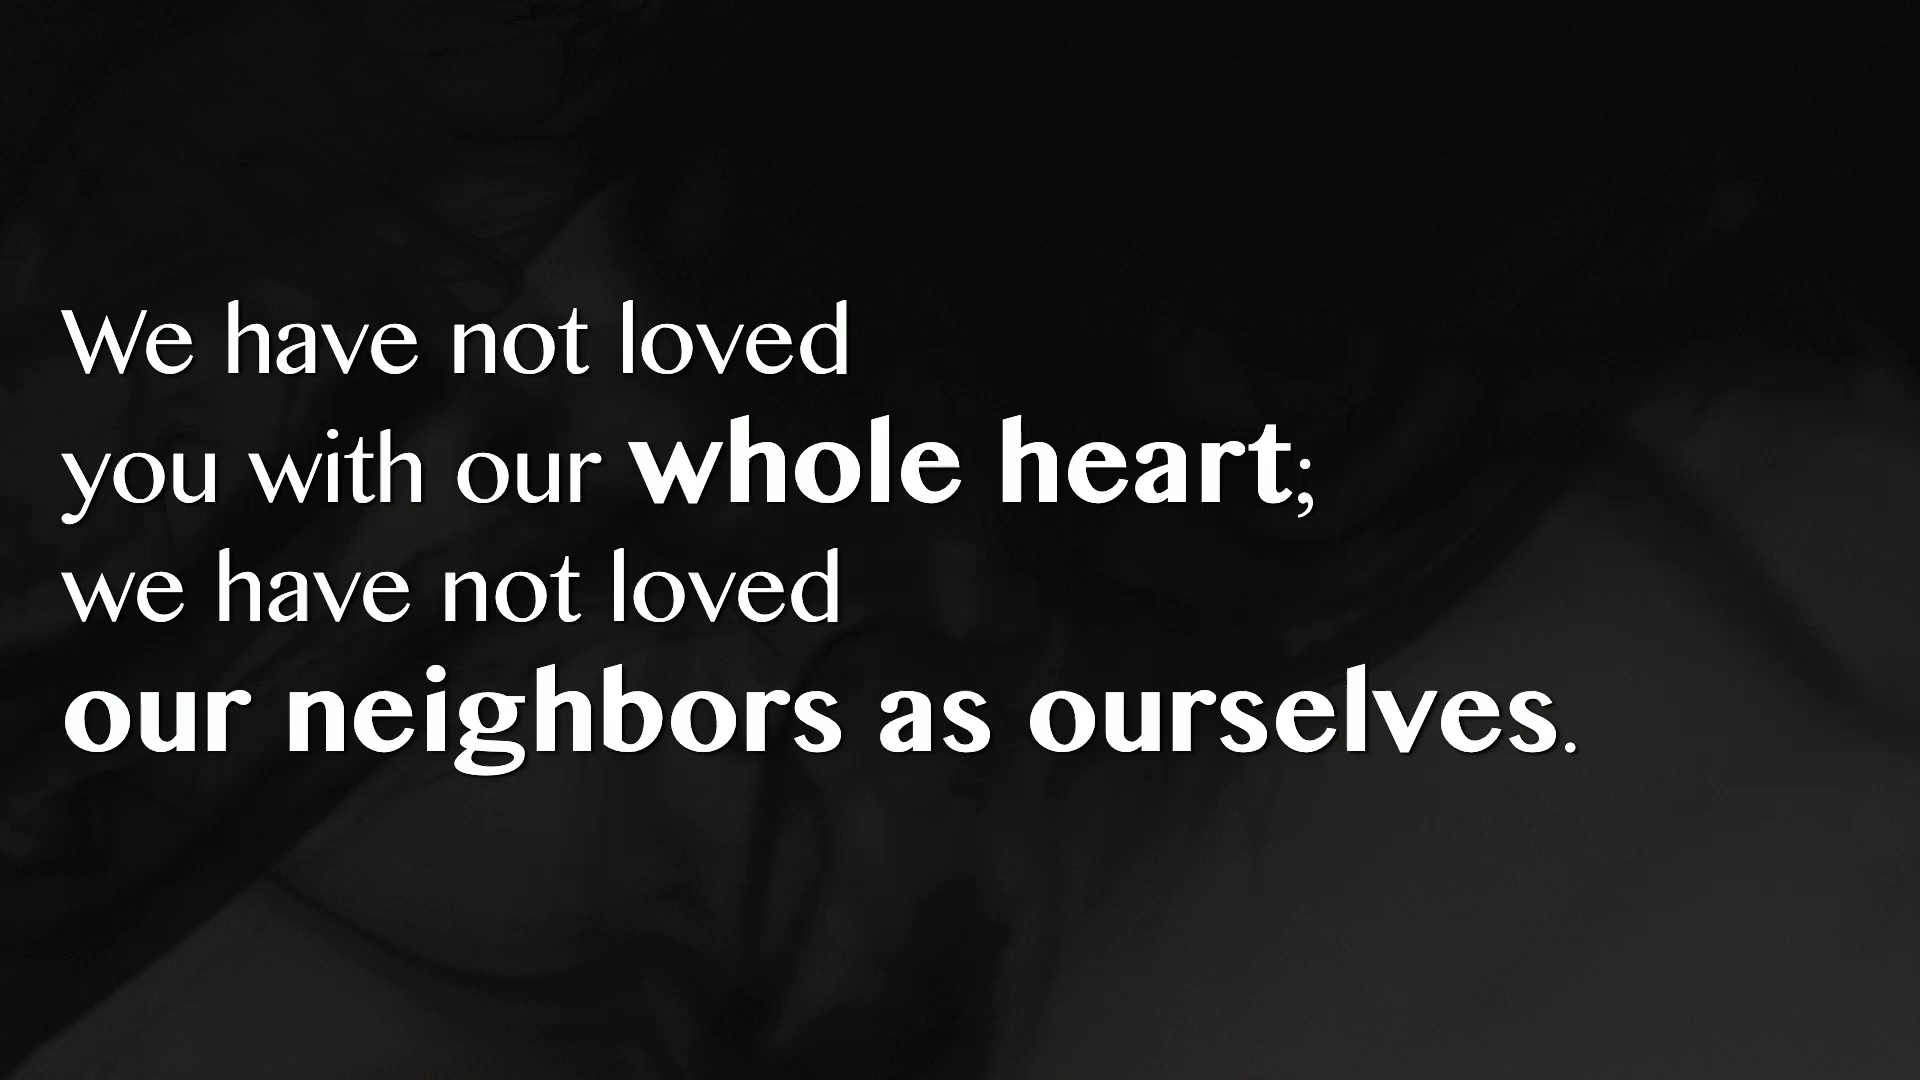 We have not loved
you with our whole heart;
we have not loved
our neighbors as ourselves.